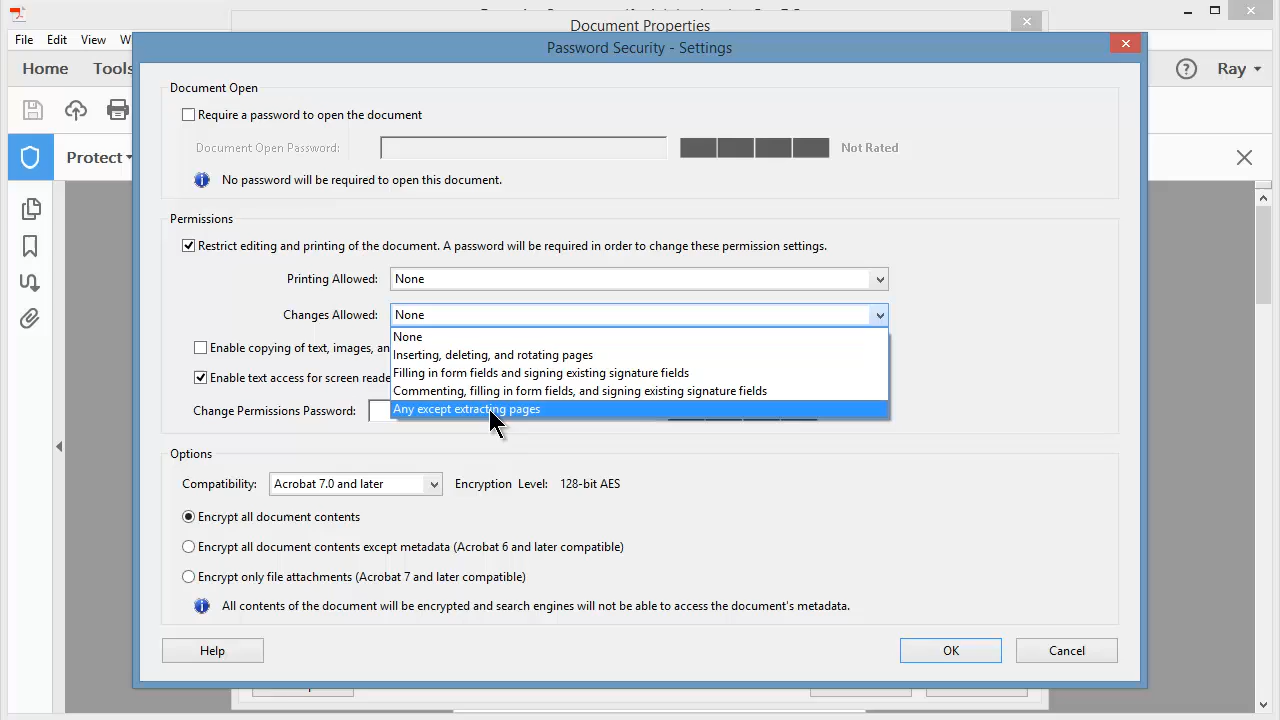 Document Properties
File Edit View W
Password Security - Settings
Home Tools
Ray
Document Open
Require a password to open the document
Document Open Password:
Not Rated
Protect
No password will be required to open this document.
Permissions
Restrict editing and printing of the document. A password will be required in order to change these permission settings.
Printing Allowed: None
Changes Allowed: None
None
Enable copying of text, images, an
Inserting, deleting, and rotating pages
Filling in form fields and signing existing signature fields
Enable text access for screen reade
Commenting, filling in form fields, and signing existing signature fields
Change Permissions Password:
Any except extracting pages
Options
Compatibility: Acrobat 7.0 and later Encryption Level: 128-bit AES
Encrypt all document contents
Encrypt all document contents except metadata (Acrobat 6 and later compatible)
Encrypt only file attachments (Acrobat 7 and later compatible)
All contents of the document will be encrypted and search engines will not be able to access the document's metadata.
Help OK Cancel